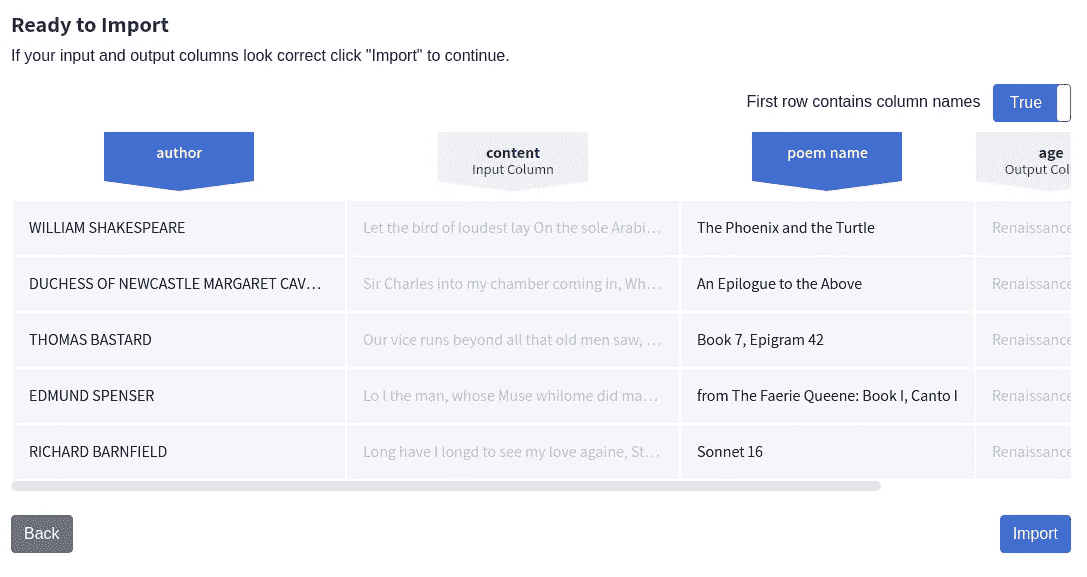 Ready to Import
If your input and output columns look correct click "Import" to continue.
First row contains column names True
author content poem name age
Input Column Output Col
WILLIAM SHAKESPEARE Let the bird of loudest lay On the sole Arabi… The Phoenix and the Turtle Renaissance
DUCHESS OF NEWCASTLE MARGARET CAV… Sir Charles into my chamber coming in, Wh… An Epilogue to the Above Renaissance
THOMAS BASTARD Our vice runs beyond all that old men saw, … Book 7, Epigram 42 Renaissance
EDMUND SPENSER Lo I the man, whose Muse whilome did ma… from The Faerie Queene: Book I, Canto I Renaissance
RICHARD BARNFIELD Long have I longd to see my love againe, St… Sonnet 16 Renaissance
Back Import